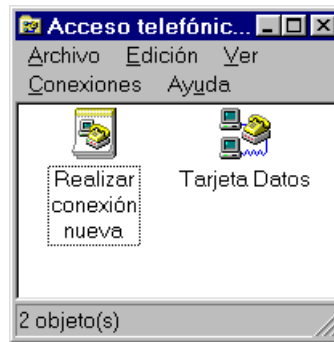 Acceso telefónic...
Archivo Edición Ver
Conexiones Ayuda
Realizar
conexión
nueva
Tarjeta Datos
2 objeto(s)